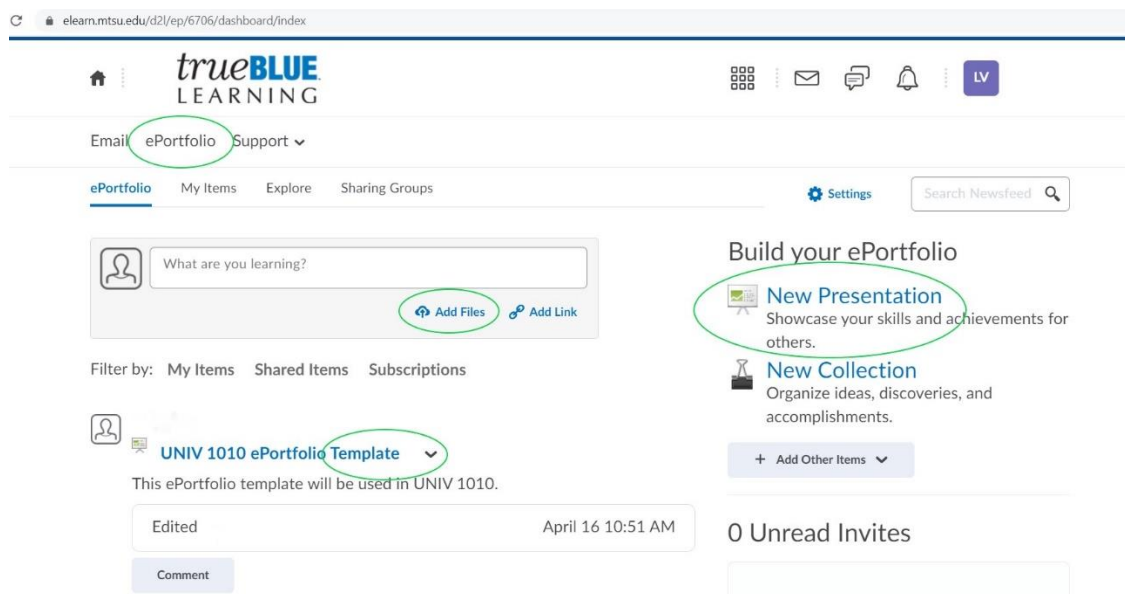 elearn.mtsu.edu/d2l/ep/6706/dashboard/index
trueBLUE
LEARNING
LV
Email ePortfolio Support
ePortfolio My Items Explore Sharing Groups
Settings
Search Newsfeed
What are you learning?
Add Files Add Link
Filter by: My Items Shared Items Subscriptions
UNIV 1010 ePortfolio Template
This ePortfolio template will be used in UNIV 1010.
Edited April 16 10:51 AM
Comment
Build your ePortfolio
New Presentation
Showcase your skills and achievements for
others.
New Collection
Organize ideas, discoveries, and
accomplishments.
+ Add Other Items
0 Unread Invites